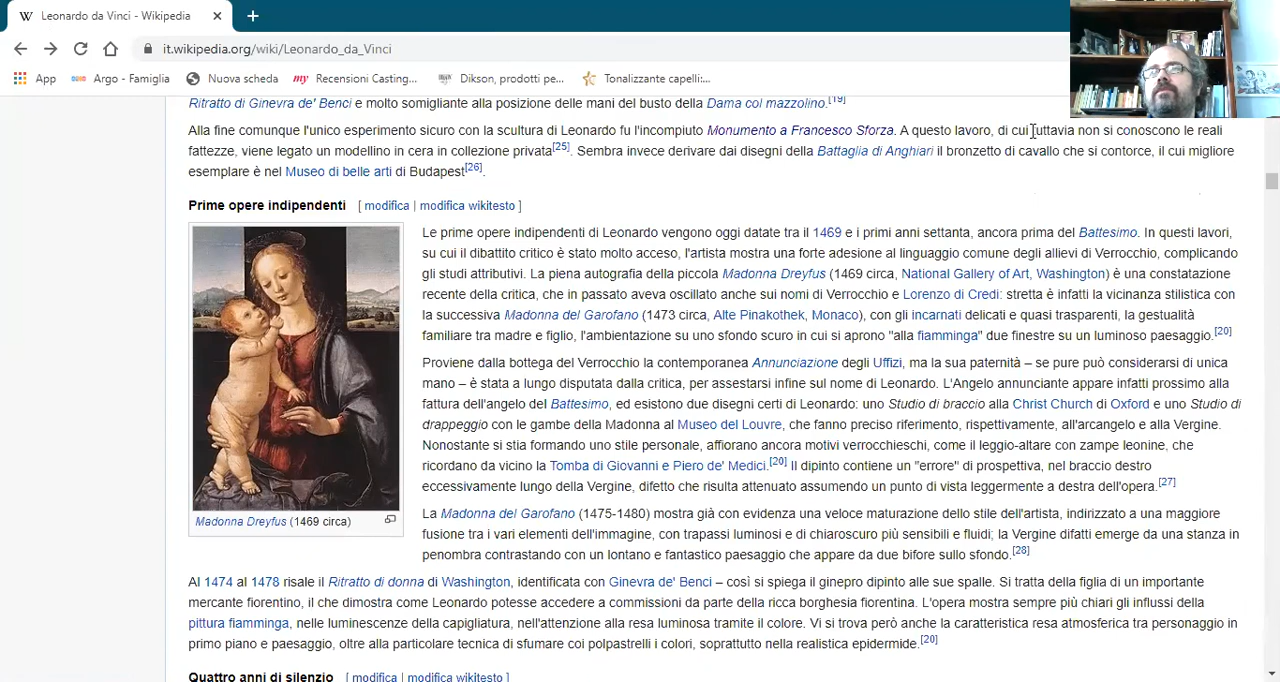 Leonardo da Vinci - Wikipedia
it.wikipedia.org/wiki/Leonardo_da_Vinci
App Argo - Famiglia Nuova scheda my Recensioni Casting... Dikson, prodotti pe... Tonalizzante capelli:...
Ritratto di Ginevra de' Benci e molto somigliante alla posizione delle mani del busto della Dama col mazzolino.[19]
Alla fine comunque l'unico esperimento sicuro con la scultura di Leonardo fu l'incompiuto Monumento a Francesco Sforza. A questo lavoro, di cui tuttavia non si conoscono le reali
fattezze, viene legato un modellino in cera in collezione privata[25]. Sembra invece derivare dai disegni della Battaglia di Anghiari il bronzetto di cavallo che si contorce, il cui migliore
esemplare è nel Museo di belle arti di Budapest[26].
Prime opere indipendenti [ modifica | modifica wikitesto ]
Le prime opere indipendenti di Leonardo vengono oggi datate tra il 1469 e i primi anni settanta, ancora prima del Battesimo. In questi lavori,
su cui il dibattito critico è stato molto acceso, l'artista mostra una forte adesione al linguaggio comune degli allievi di Verrocchio, complicando
gli studi attributivi. La piena autografia della piccola Madonna Dreyfus (1469 circa, National Gallery of Art, Washington) è una constatazione
recente della critica, che in passato aveva oscillato anche sui nomi di Verrocchio e Lorenzo di Credi: stretta è infatti la vicinanza stilistica con
la successiva Madonna del Garofano (1473 circa, Alte Pinakothek, Monaco), con gli incarnati delicati e quasi trasparenti, la gestualità
familiare tra madre e figlio, l'ambientazione su uno sfondo scuro in cui si aprono "alla fiamminga" due finestre su un luminoso paesaggio.[20]
Proviene dalla bottega del Verrocchio la contemporanea Annunciazione degli Uffizi, ma la sua paternità – se pure può considerarsi di unica
mano – è stata a lungo disputata dalla critica, per assestarsi infine sul nome di Leonardo. L'Angelo annunciante appare infatti prossimo alla
fattura dell'angelo del Battesimo, ed esistono due disegni certi di Leonardo: uno Studio di braccio alla Christ Church di Oxford e uno Studio di
drappeggio con le gambe della Madonna al Museo del Louvre, che fanno preciso riferimento, rispettivamente, all'arcangelo e alla Vergine.
Nonostante si stia formando uno stile personale, affiorano ancora motivi verrocchieschi, come il leggio-altare con zampe leonine, che
ricordano da vicino la Tomba di Giovanni e Piero de' Medici.[20] Il dipinto contiene un "errore" di prospettiva, nel braccio destro
eccessivamente lungo della Vergine, difetto che risulta attenuato assumendo un punto di vista leggermente a destra dell'opera.[27]
Madonna Dreyfus (1469 circa)
La Madonna del Garofano (1475-1480) mostra già con evidenza una veloce maturazione dello stile dell'artista, indirizzato a una maggiore
fusione tra i vari elementi dell'immagine, con trapassi luminosi e di chiaroscuro più sensibili e fluidi; la Vergine difatti emerge da una stanza in
penombra contrastando con un lontano e fantastico paesaggio che appare da due bifore sullo sfondo.[28]
Al 1474 al 1478 risale il Ritratto di donna di Washington, identificata con Ginevra de' Benci – così si spiega il ginepro dipinto alle sue spalle. Si tratta della figlia di un importante
mercante fiorentino, il che dimostra come Leonardo potesse accedere a commissioni da parte della ricca borghesia fiorentina. L'opera mostra sempre più chiari gli influssi della
pittura fiamminga, nelle luminescenze della capigliatura, nell'attenzione alla resa luminosa tramite il colore. Vi si trova però anche la caratteristica resa atmosferica tra personaggio in
primo piano e paesaggio, oltre alla particolare tecnica di sfumare coi polpastrelli i colori, soprattutto nella realistica epidermide.[20]
Quattro anni di silenzio [ modifica | modifica wikitesto ]